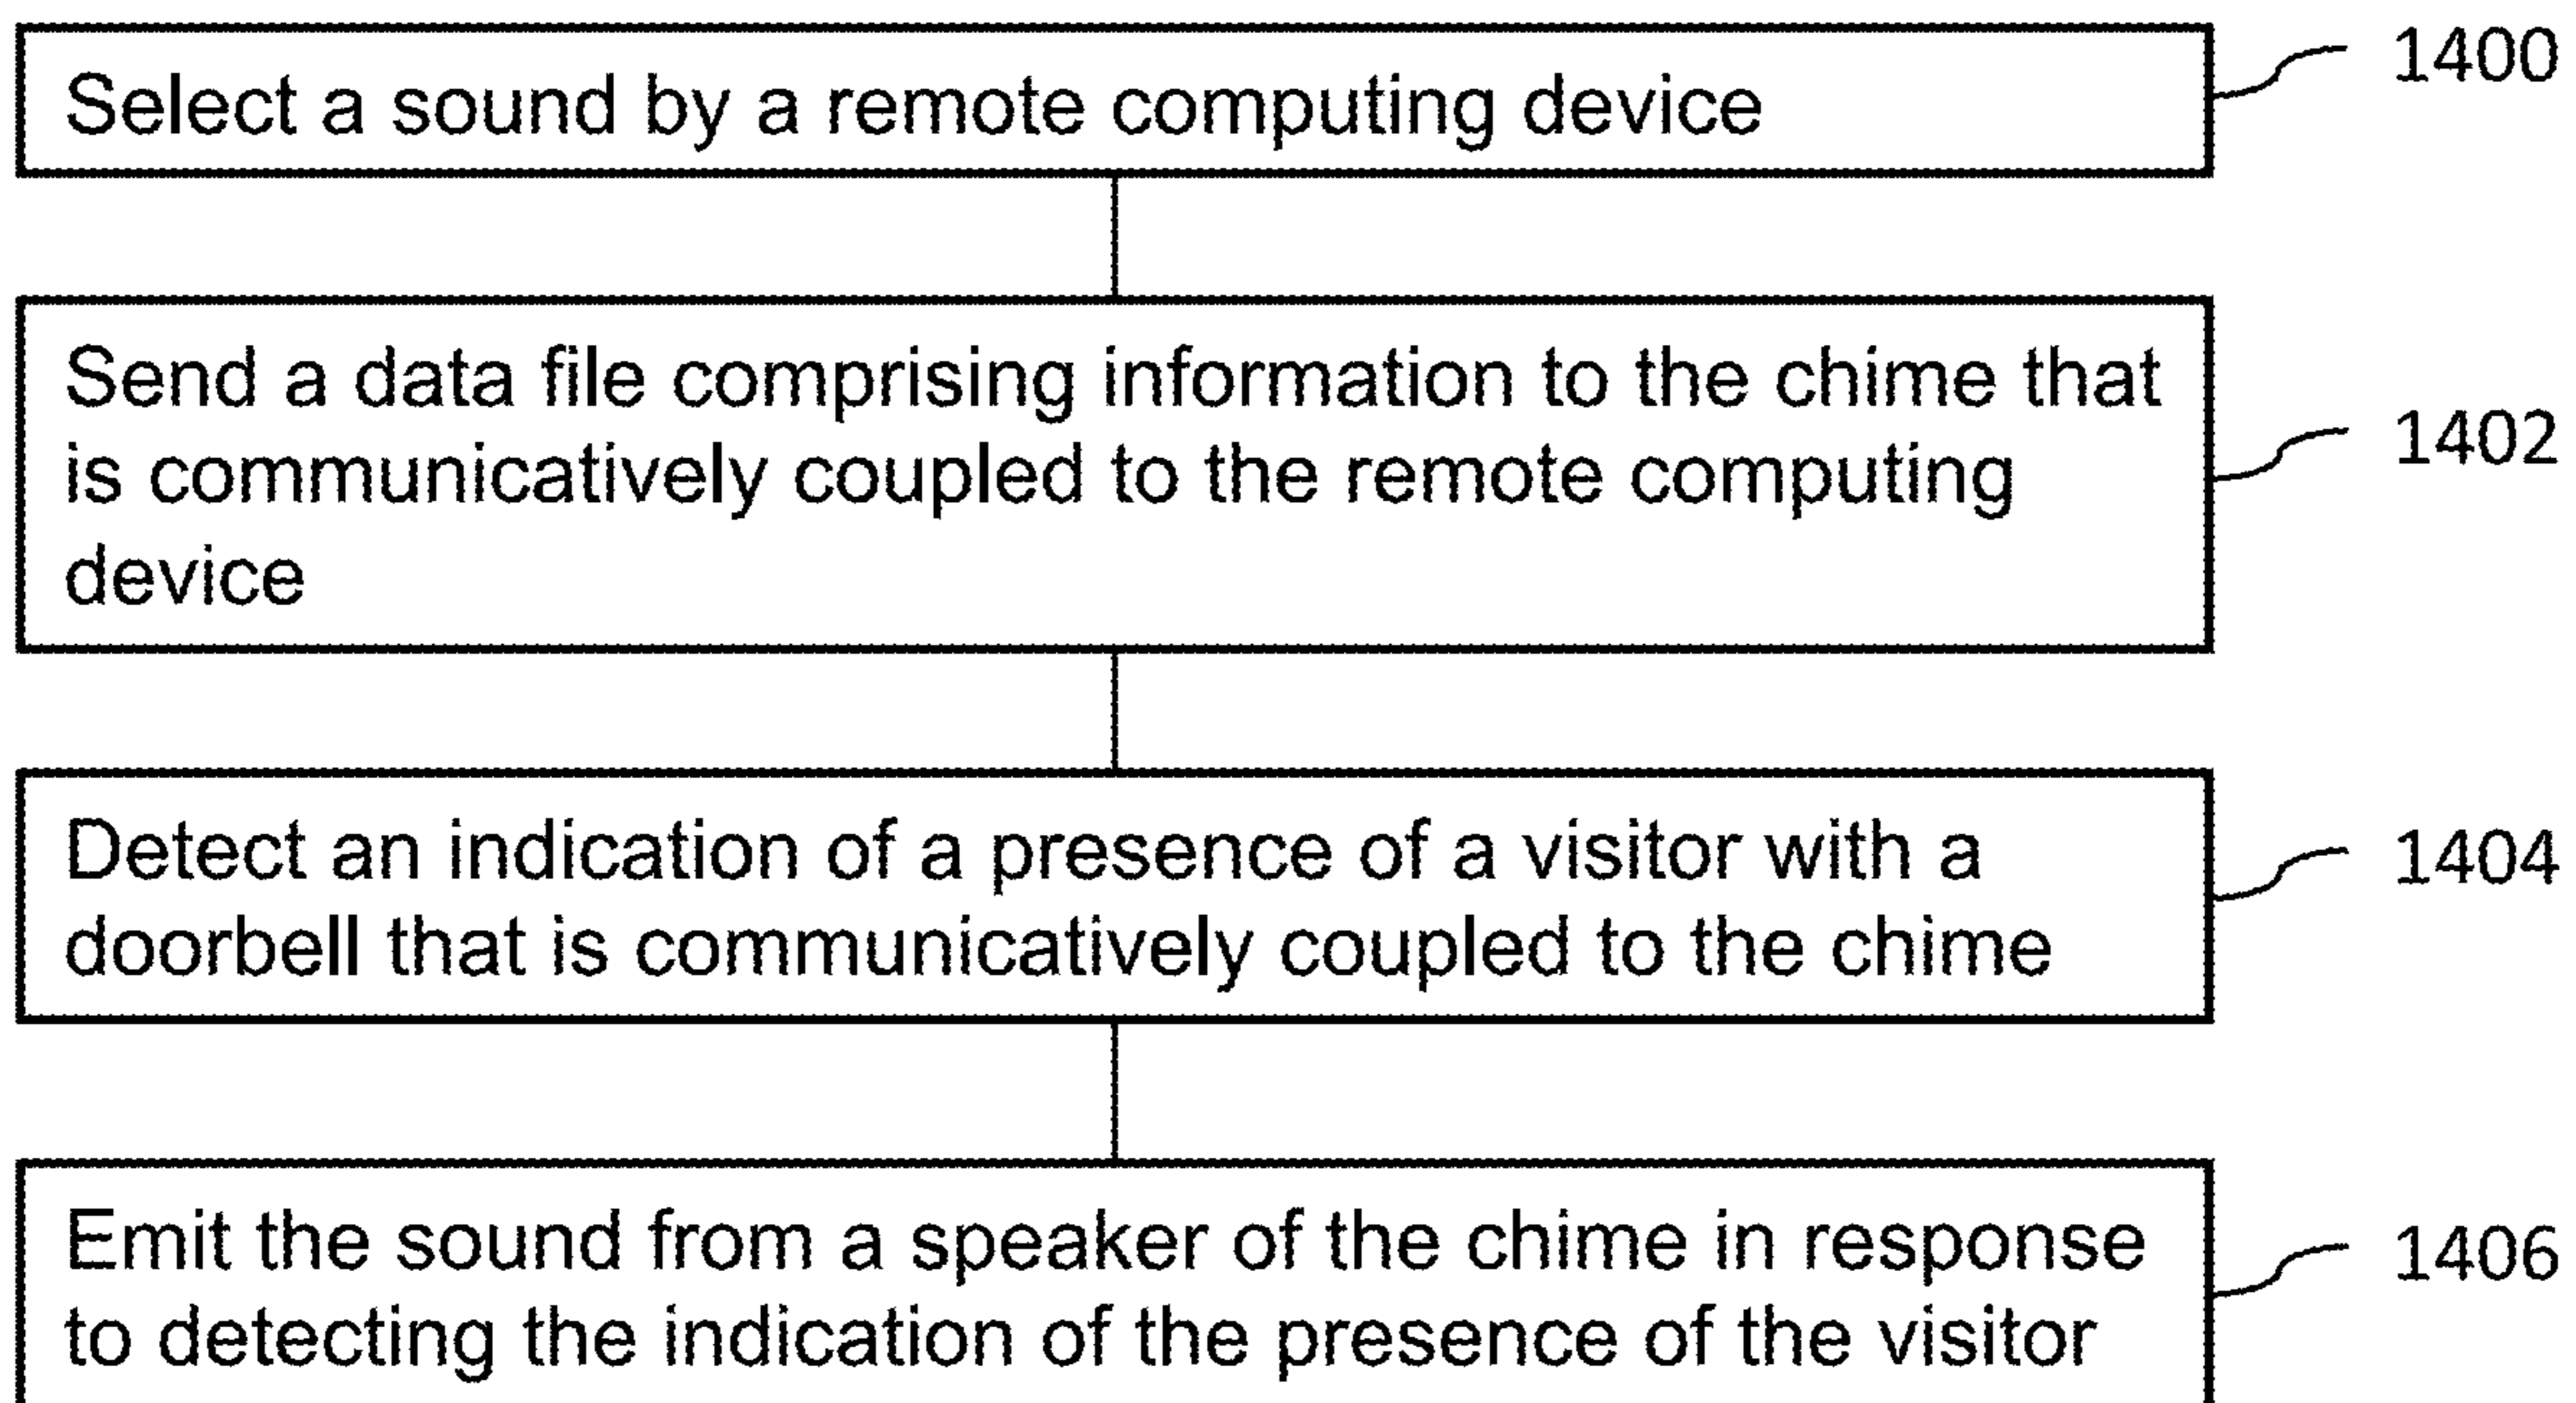 Select a sound by a remote computing device
1400
Send a data file comprising information to the chime that
is communicatively coupled to the remote computing
device
1402
Detect an indication of a presence of a visitor with a
doorbell that is communicatively coupled to the chime
1404
Emit the sound from a speaker of the chime in response
to detecting the indication of the presence of the visitor
1406